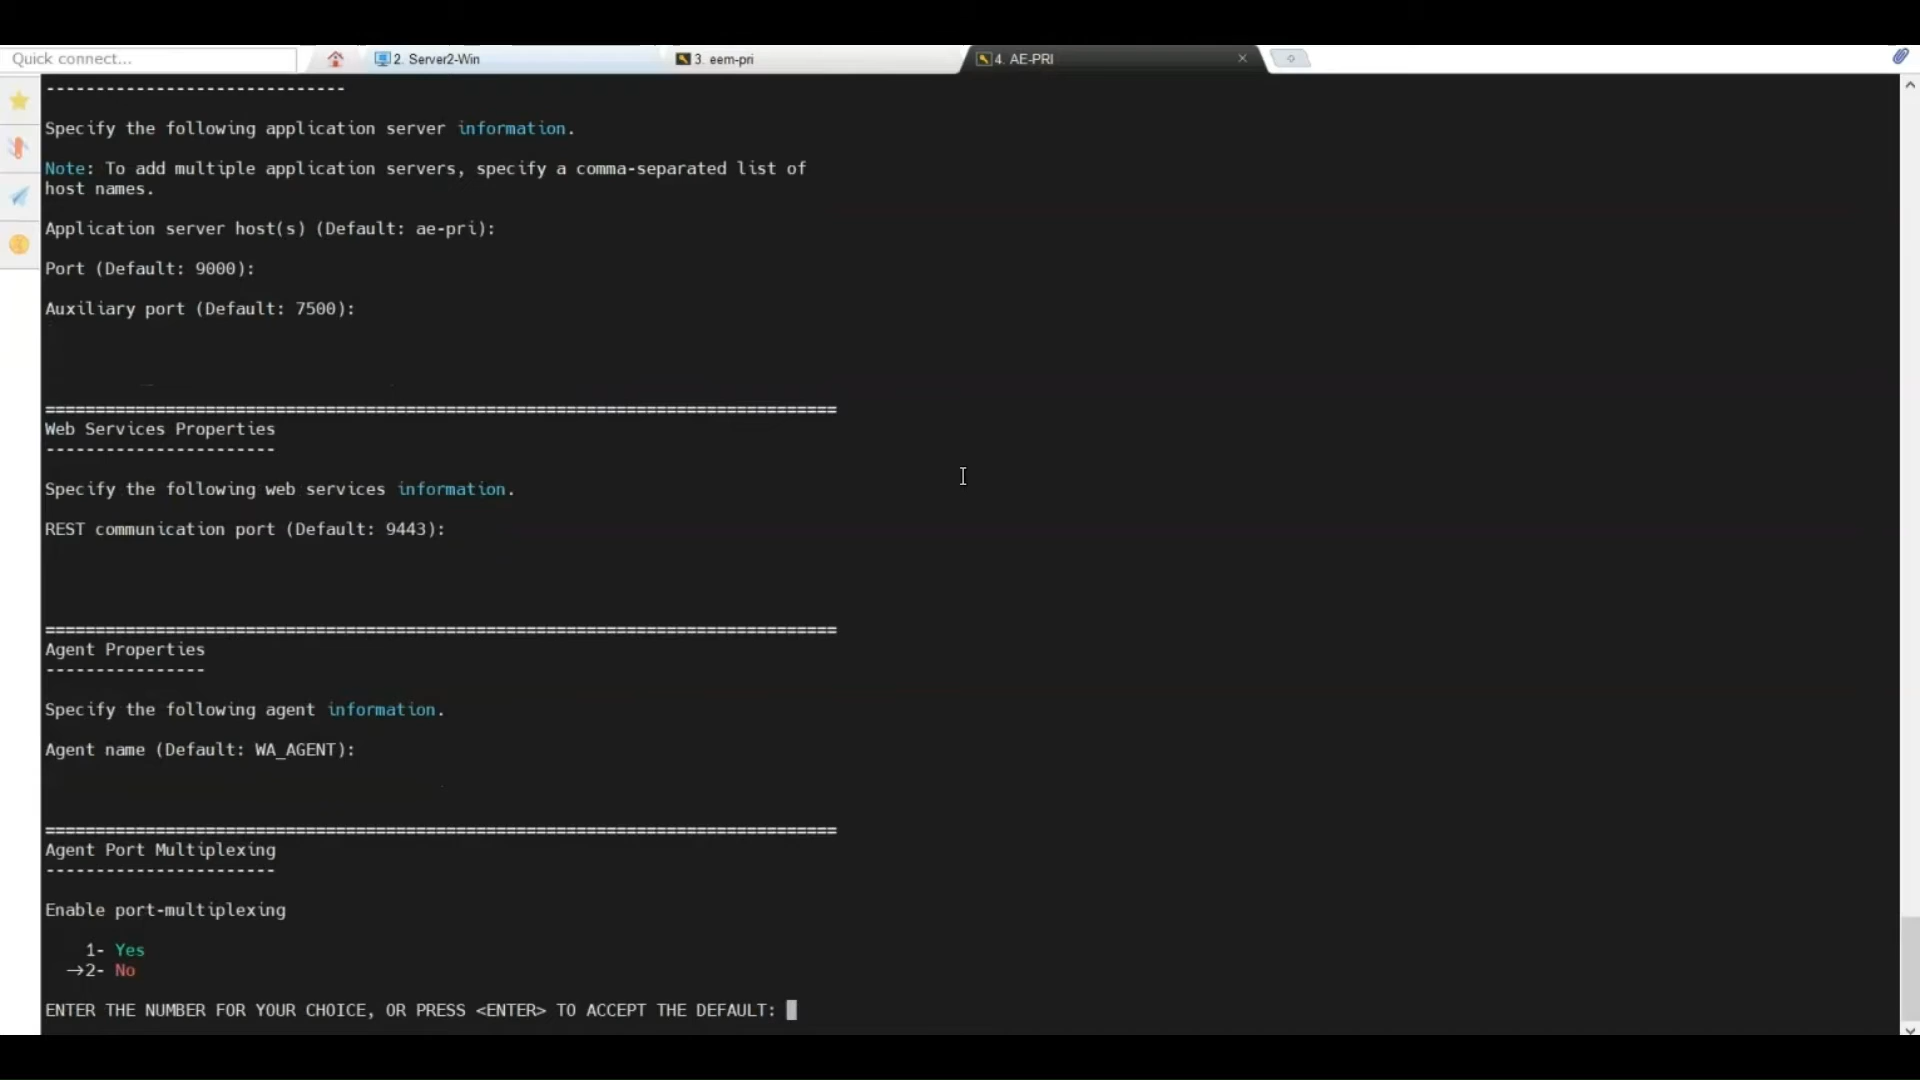 Quick connect...
2. Server2-Win
3. eem-pri
4. AE-PRI
------------------------------
Specify the following application server information.
Note: To add multiple application servers, specify a comma-separated list of
host names.
Application server host(s) (Default: ae-pri):
Port (Default: 9000):
Auxiliary port (Default: 7500):
===============================================================================
Web Services Properties
-----------------------
Specify the following web services information.
REST communication port (Default: 9443):
===============================================================================
Agent Properties
----------------
Specify the following agent information.
Agent name (Default: WA_AGENT):
===============================================================================
Agent Port Multiplexing
-----------------------
Enable port-multiplexing
1- Yes
→2- No
ENTER THE NUMBER FOR YOUR CHOICE, OR PRESS <ENTER> TO ACCEPT THE DEFAULT: